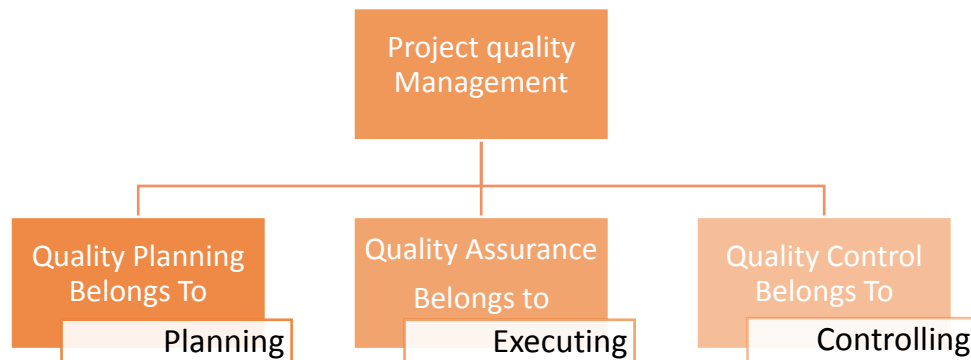 Project quality
Management
Quality Planning
Belongs To
Planning
Quality Assurance
Belongs to
Executing
Quality Control
Belongs To
Controlling